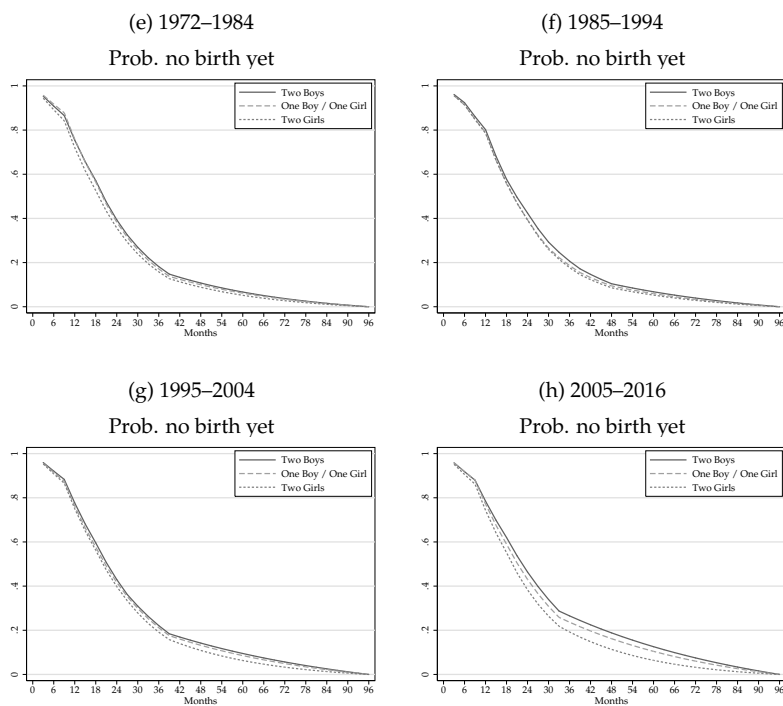 (e) 1972–1984
Prob. no birth yet
Two Boys
One Boy / One Girl
Two Girls
1
.8
.6
.4
.2
0
0 6 12 18 24 30 36 42 48 54 60 66 72 78 84 90 96
Months
(f) 1985–1994
Prob. no birth yet
Two Boys
One Boy / One Girl
Two Girls
1
.8
.6
.4
.2
0
0 6 12 18 24 30 36 42 48 54 60 66 72 78 84 90 96
Months
(g) 1995–2004
Prob. no birth yet
Two Boys
One Boy / One Girl
Two Girls
1
.8
.6
.4
.2
0
0 6 12 18 24 30 36 42 48 54 60 66 72 78 84 90 96
Months
(h) 2005–2016
Prob. no birth yet
Two Boys
One Boy / One Girl
Two Girls
1
.8
.6
.4
.2
0
0 6 12 18 24 30 36 42 48 54 60 66 72 78 84 90 96
Months